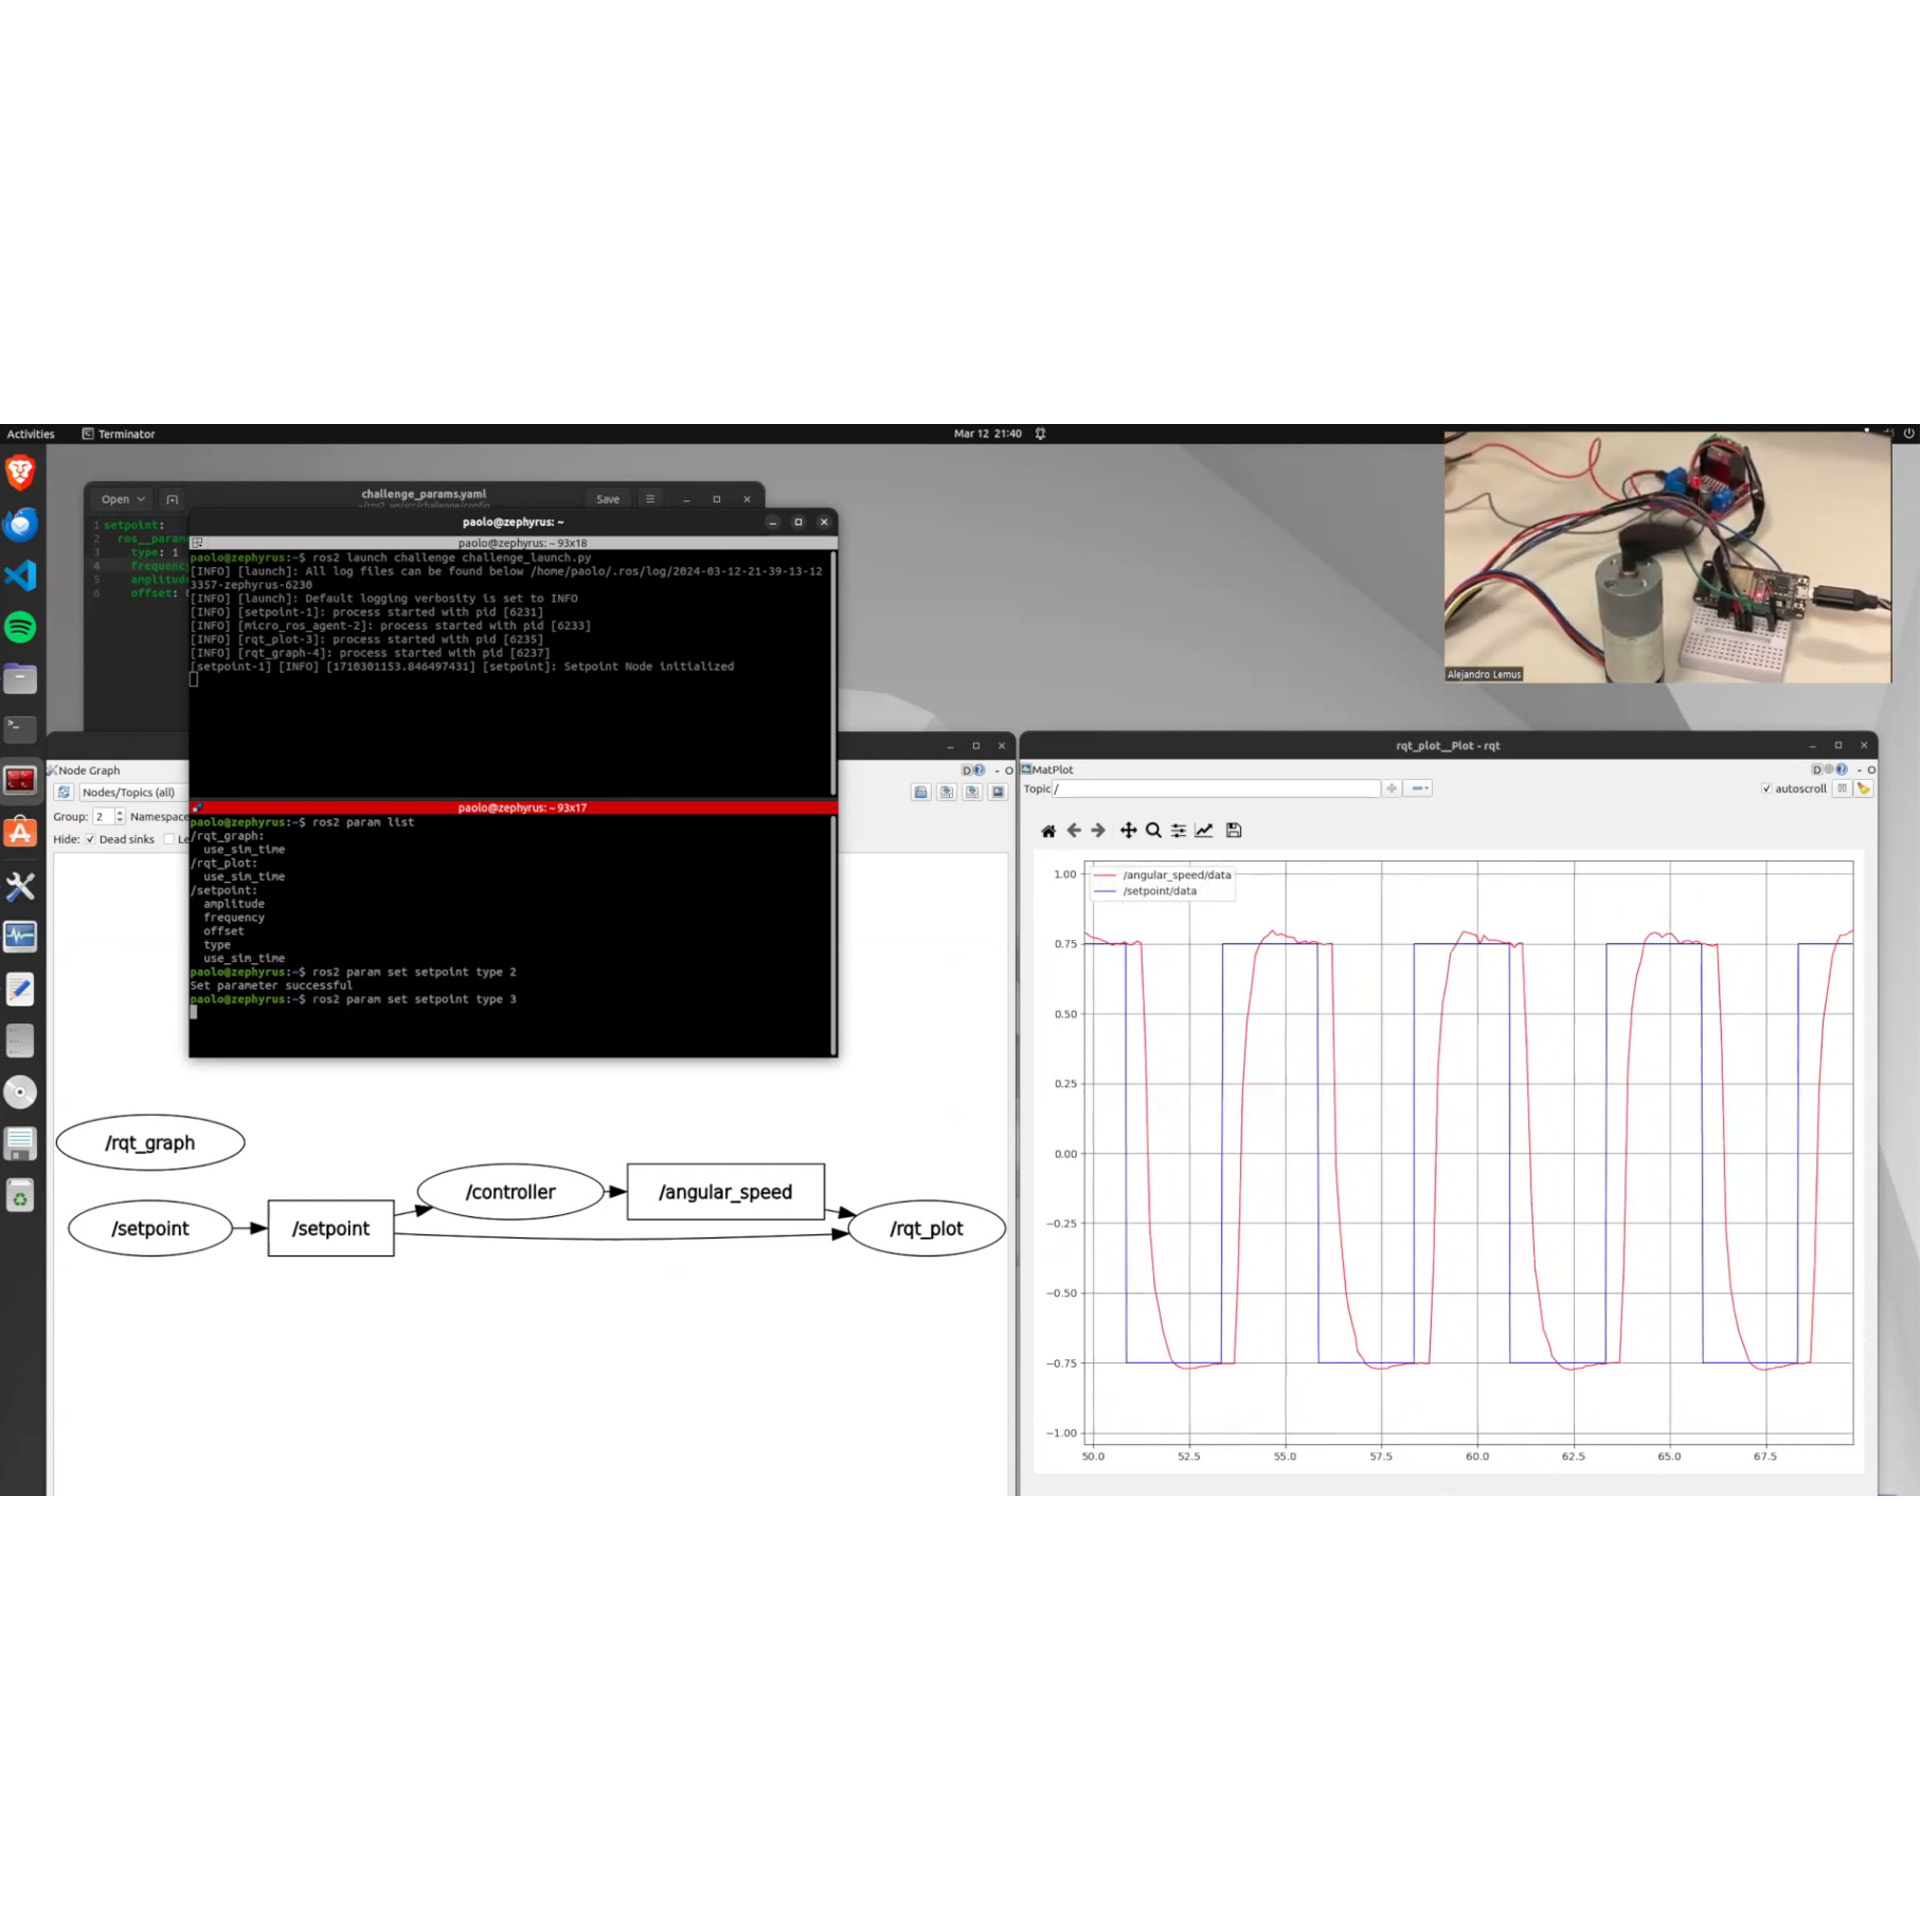 Activities
Terminator
Mar 12 21:40
Open
challenge_params.yaml
Save
1 setpoint:
2
3 type: 1
4
5
6 offset:
paolo@zephyrus: ~
paolo@zephyrus: ~ 93x18
paolo@zephyrus:~$ ros2 launch challenge challenge_launch.py
[INFO] [launch]: All log files can be found below /home/paolo/.ros/log/2024-03-12-21-39-13-12
3357-zephyrus-6230
[INFO] [launch]: Default logging verbosity is set to INFO
[INFO] [setpoint-1]: process started with pid [6231]
[INFO] [micro_ros_agent-2]: process started with pid [6233]
[INFO] [rqt_plot-3]: process started with pid [6235]
[INFO] [rqt_graph-4]: process started with pid [6237]
[setpoint-1] [INFO] [1710301153.846497431] [setpoint]: Setpoint Node initialized
paolo@zephyrus: ~ 93x17
paolo@zephyrus:~$ ros2 param list
/rqt_graph:
use_sim_time
/rqt_plot:
use_sim_time
/setpoint:
amplitude
frequency
offset
type
use_sim_time
paolo@zephyrus:~$ ros2 param set setpoint type 2
Set parameter successful
paolo@zephyrus:~$ ros2 param set setpoint type 3
Alejandro Lemus
Node Graph
Nodes/Topics (all)
Group: 2 Namespace
Hide: Dead sinks
/rqt_graph
/setpoint
/setpoint
/controller
/angular_speed
/rqt_plot
rqt_plot__Plot - rqt
MatPlot
Topic /
autoscroll
/angular_speed/data
/setpoint/data
1.00
0.75
0.50
0.25
0.00
−0.25
−0.50
−0.75
−1.00
50.0 52.5 55.0 57.5 60.0 62.5 65.0 67.5